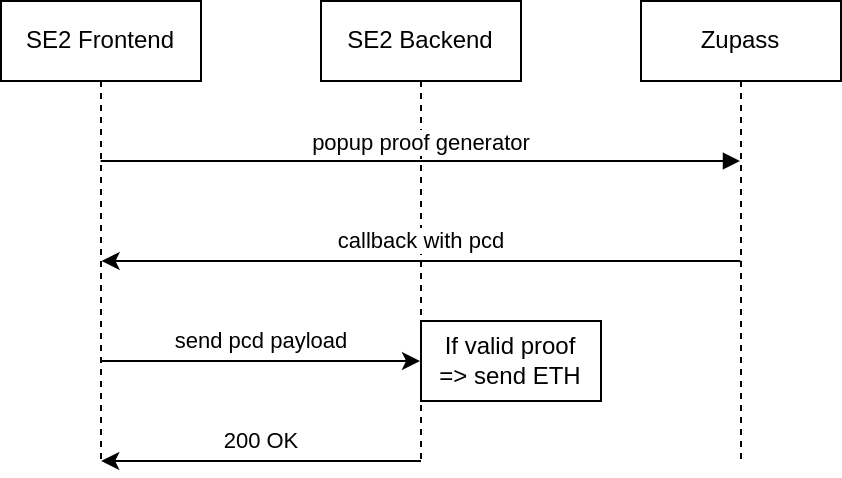 SE2 Frontend
SE2 Backend
Zupass
popup proof generator
callback with pcd
send pcd payload
If valid proof
=> send ETH
200 OK